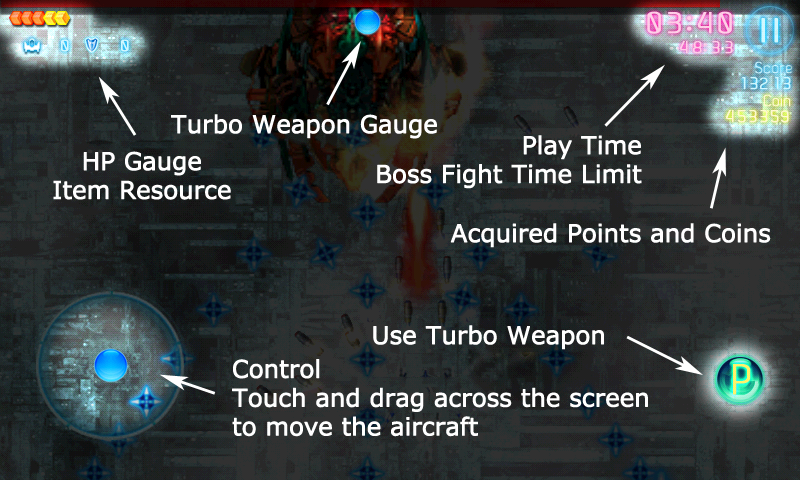 0 0
03:40
48:33
Score
13213
Coin
453359
Turbo Weapon Gauge
HP Gauge
Item Resource
Play Time
Boss Fight Time Limit
Acquired Points and Coins
Use Turbo Weapon
P
Control
Touch and drag across the screen
to move the aircraft